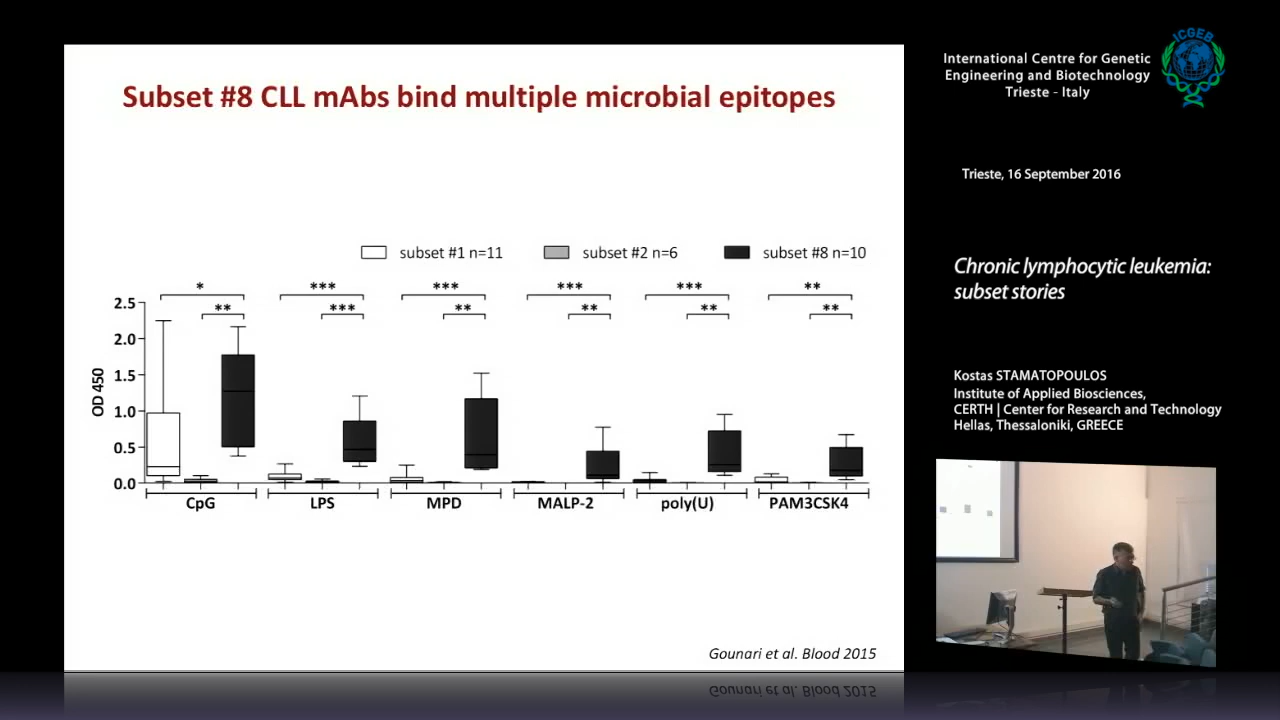 Subset #8 CLL mAbs bind multiple microbial epitopes
subset #1 n=11
subset #2 n=6
subset #8 n=10
* *** *** *** *** **
** *** ** ** ** **
OD 450
2.5
2.0
1.5
1.0
0.5
0.0
CpG LPS MPD MALP-2 poly(U) PAM3CSK4
Gounari et al. Blood 2015
International Centre for Genetic
Engineering and Biotechnology
Trieste - Italy
ICGEB
Trieste, 16 September 2016
Chronic lymphocytic leukemia:
subset stories
Kostas STAMATOPOULOS
Institute of Applied Biosciences,
CERTH | Center for Research and Technology
Hellas, Thessaloniki, GREECE